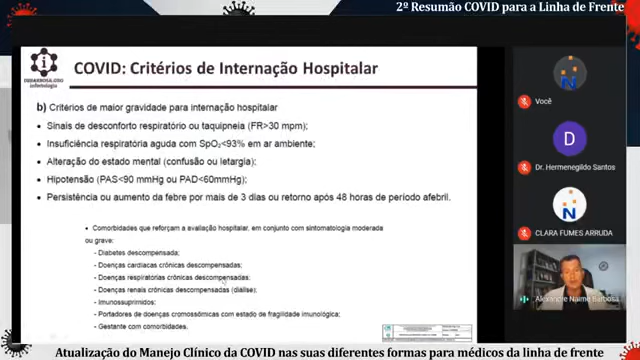 2º Resumão COVID para a Linha de Frente
COVID: Critérios de Internação Hospitalar
b) Critérios de maior gravidade para internação hospitalar
• Sinais de desconforto respiratório ou taquipneia (FR>30 mpm);
• Insuficiência respiratória aguda com SpO₂<93% em ar ambiente;
• Alteração do estado mental (confusão ou letargia);
• Hipotensão (PAS<90 mmHg ou PAD<60mmHg);
• Persistência ou aumento da febre por mais de 3 dias ou retorno após 48 horas de período afebril.
• Comorbidades que reforçam a avaliação hospitalar, em conjunto com sintomatologia moderada
ou grave:
- Diabetes descompensada;
- Doenças cardíacas crônicas descompensadas;
- Doenças respiratórias crônicas descompensadas;
- Doenças renais crônicas descompensadas (diálise);
- Imunossuprimidos;
- Portadores de doenças cromossômicas com estado de fragilidade imunológica;
- Gestante com comorbidades.
N
Você
D
Dr. Hermenegildo Santos
N
CLARA FUMES ARRUDA
Alexandre Naime Barbosa
Atualização do Manejo Clínico da COVID nas suas diferentes formas para médicos da linha de frente